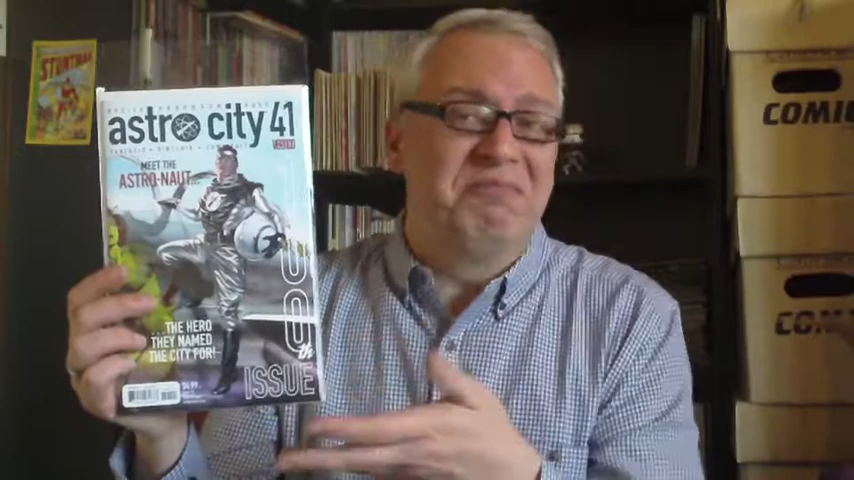 STUNTMAN
astro city 41
MEET THE
ASTRO-NAUT...
...THE HERO
THEY NAMED
THE CITY FOR!
100th
ISSUE
$4.99
COMIC
COMIC